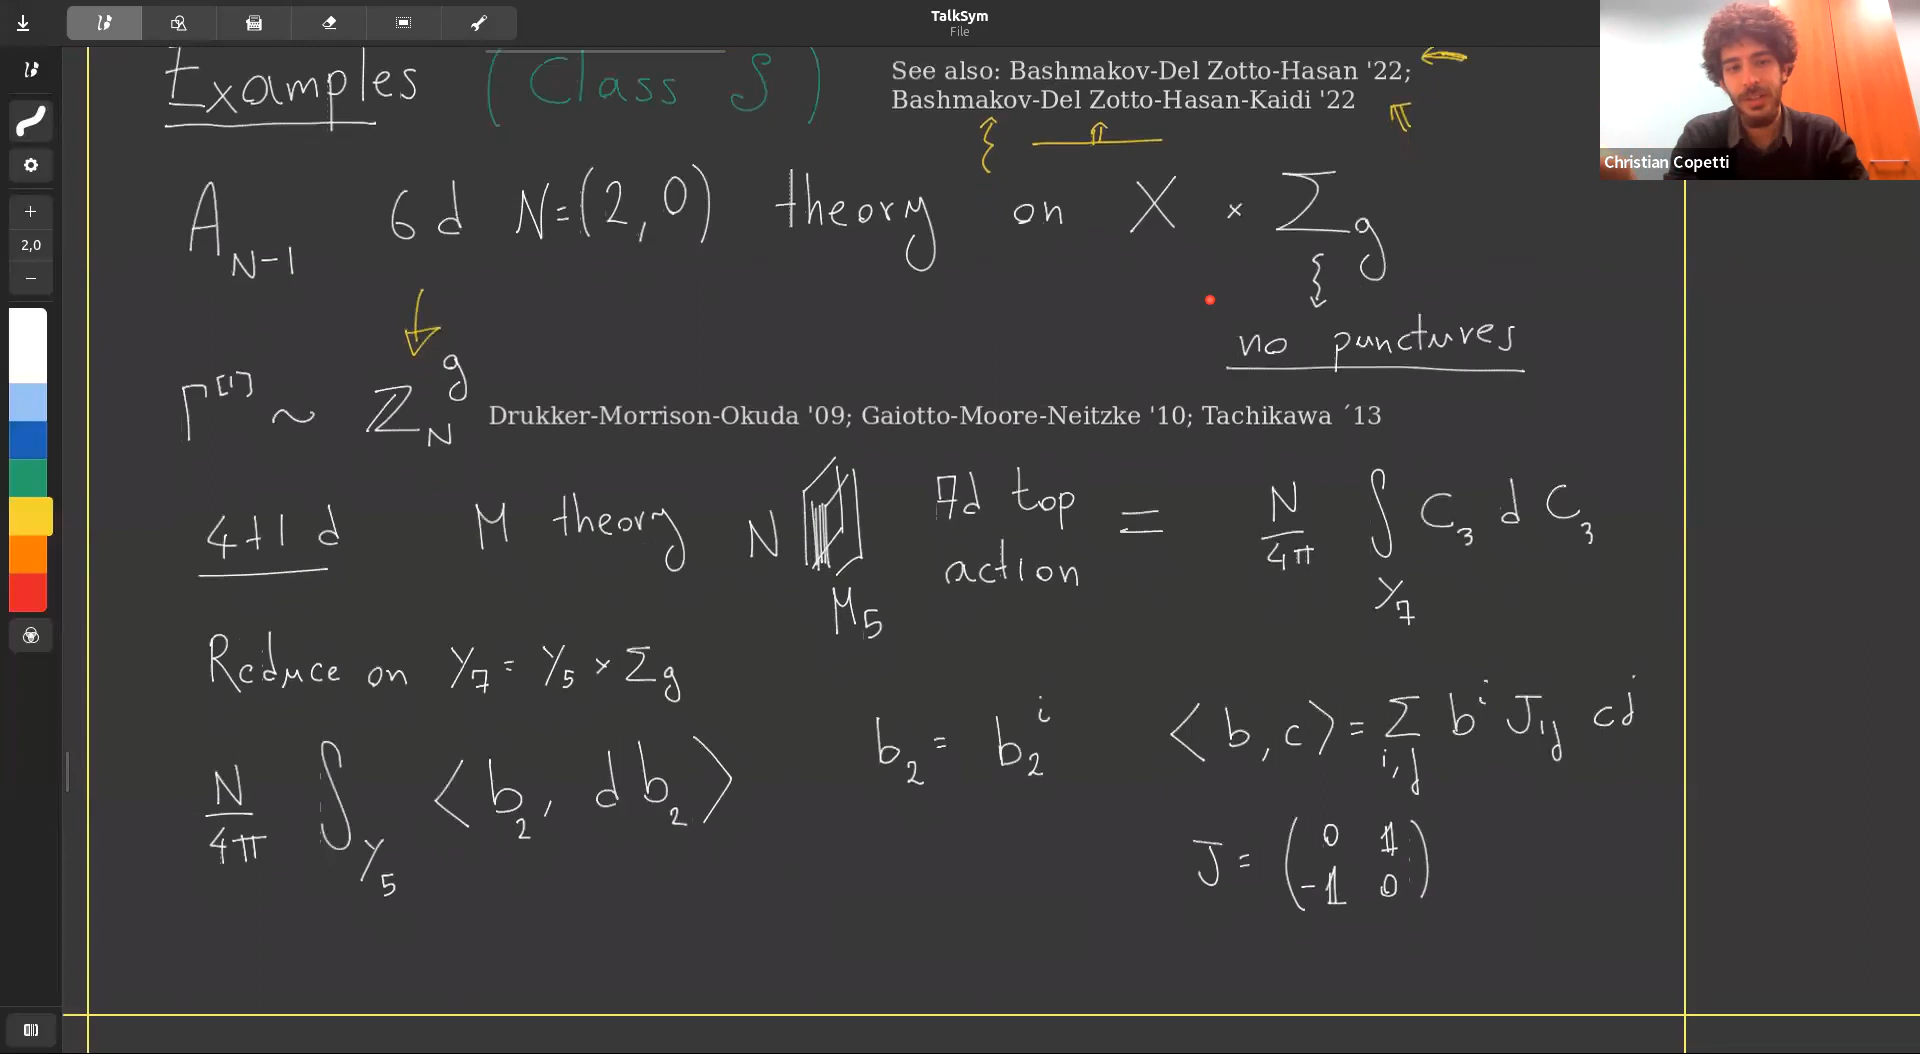 TalkSym
File
Christian Copetti
2,0
Examples (Class S)
See also: Bashmakov-Del Zotto-Hasan '22;
Bashmakov-Del Zotto-Hasan-Kaidi '22
A_{N-1} 6d N=(2,0) theory on X × Σ_g
no punctures
Γ^{[1]} ~ ℤ_N^g Drukker-Morrison-Okuda '09; Gaiotto-Moore-Neitzke '10; Tachikawa ´13
4+1 d M theory N M_5 7d top action = N/4π ∫_{Y_7} C_3 d C_3
Reduce on Y_7 = Y_5 × Σ_g
N/4π ∫_{Y_5} <b_2, db_2> b_2 = b_2^i <b, c> = Σ_{i,j} b^i J_{ij} c^j
J = (0 𝟙 -𝟙 0)